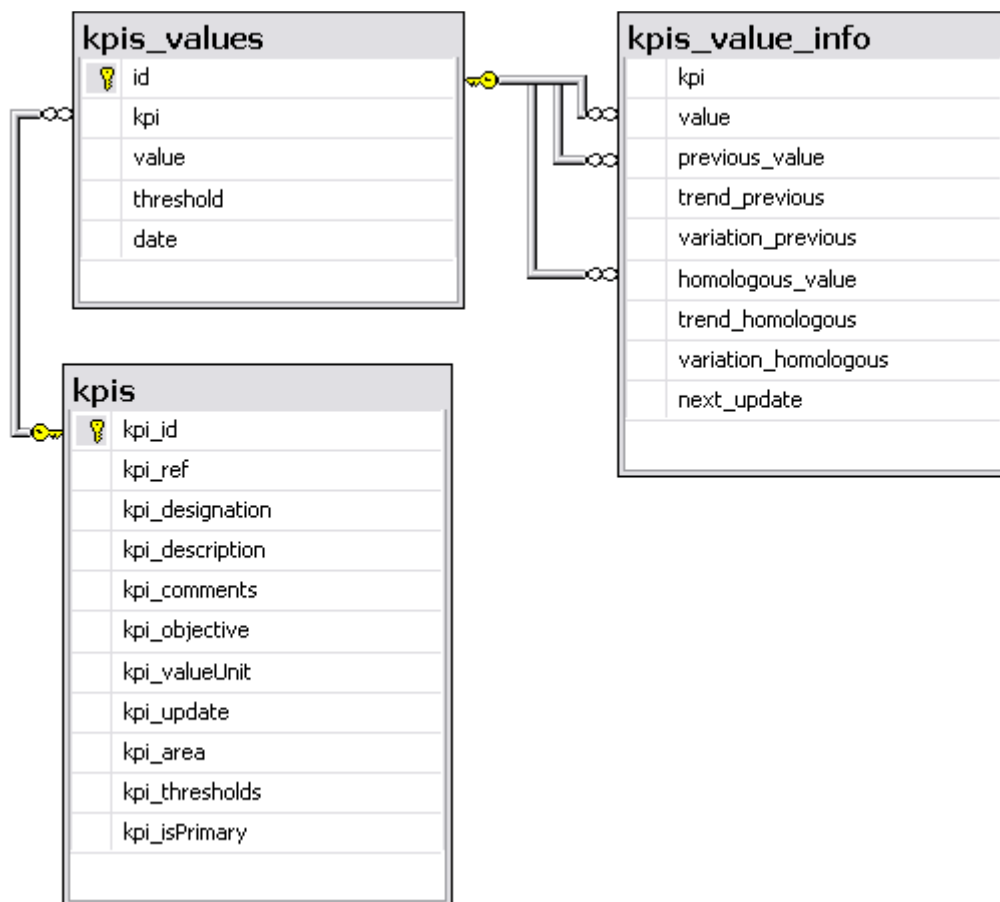 kpis_values
id
kpi
value
threshold
date
kpis_value_info
kpi
value
previous_value
trend_previous
variation_previous
homologous_value
trend_homologous
variation_homologous
next_update
kpis
kpi_id
kpi_ref
kpi_designation
kpi_description
kpi_comments
kpi_objective
kpi_valueUnit
kpi_update
kpi_area
kpi_thresholds
kpi_isPrimary